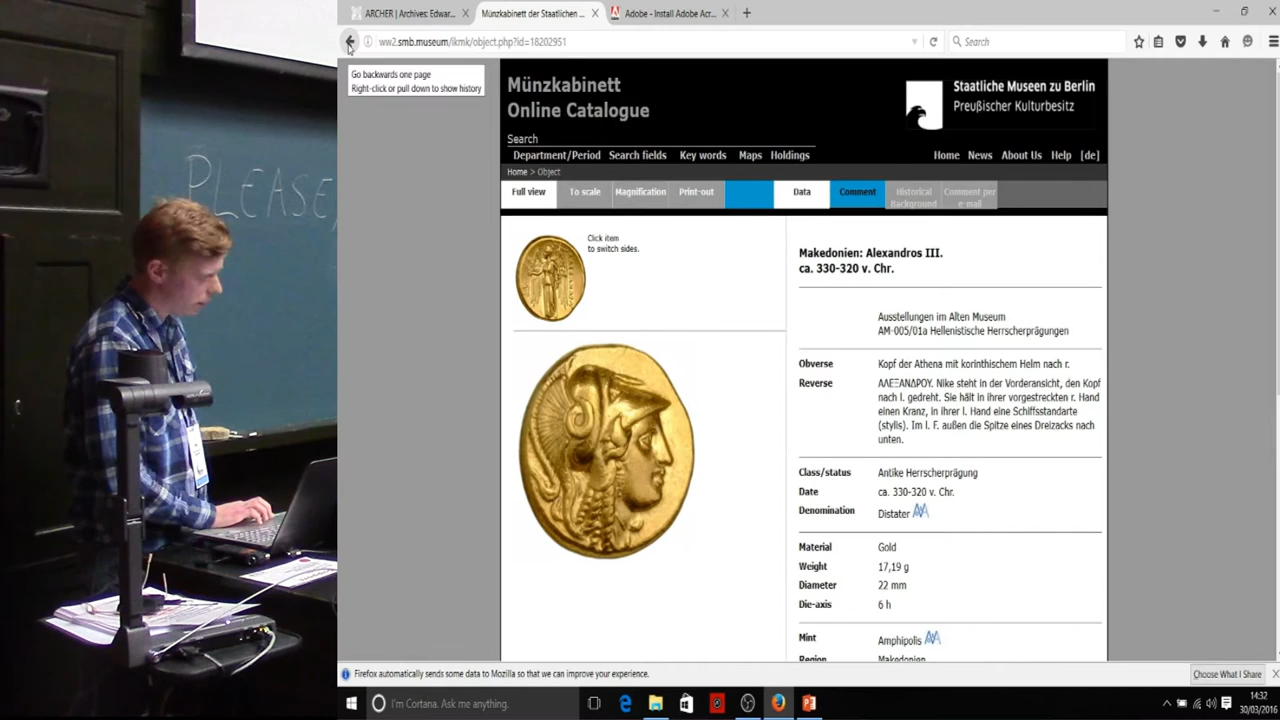 ARCHER | Archives: Edwar...
Münzkabinett der Staatlichen ...
Adobe - Install Adobe Acr...
ww2.smb.museum/ikmk/object.php?id=18202951
Search
Go backwards one page
Right-click or pull down to show history
PLEASE,
Münzkabinett
Online Catalogue
Staatliche Museen zu Berlin
Preußischer Kulturbesitz
Search
Department/Period Search fields Key words Maps Holdings
Home News About Us Help [de]
Home > Object
Full view To scale Magnification Print-out Data Comment Historical Background Comment per e-mail
Click item
to switch sides.
Makedonien: Alexandros III.
ca. 330-320 v. Chr.
Ausstellungen im Alten Museum
AM-005/01a Hellenistische Herrscherprägungen
Obverse Kopf der Athena mit korinthischem Helm nach r.
Reverse ΑΛΕΞΑΝΔΡΟΥ. Nike steht in der Vorderansicht, den Kopf
nach l. gedreht. Sie hält in ihrer vorgestreckten r. Hand
einen Kranz, in ihrer l. Hand eine Schiffsstandarte
(stylis). Im l. F. außen die Spitze eines Dreizacks nach
unten.
Class/status Antike Herrscherprägung
Date ca. 330-320 v. Chr.
Denomination Distater
Material Gold
Weight 17,19 g
Diameter 22 mm
Die-axis 6 h
Mint Amphipolis
Region Makedonien
Firefox automatically sends some data to Mozilla so that we can improve your experience.
Choose What I Share
I'm Cortana. Ask me anything.
14:32
30/03/2016